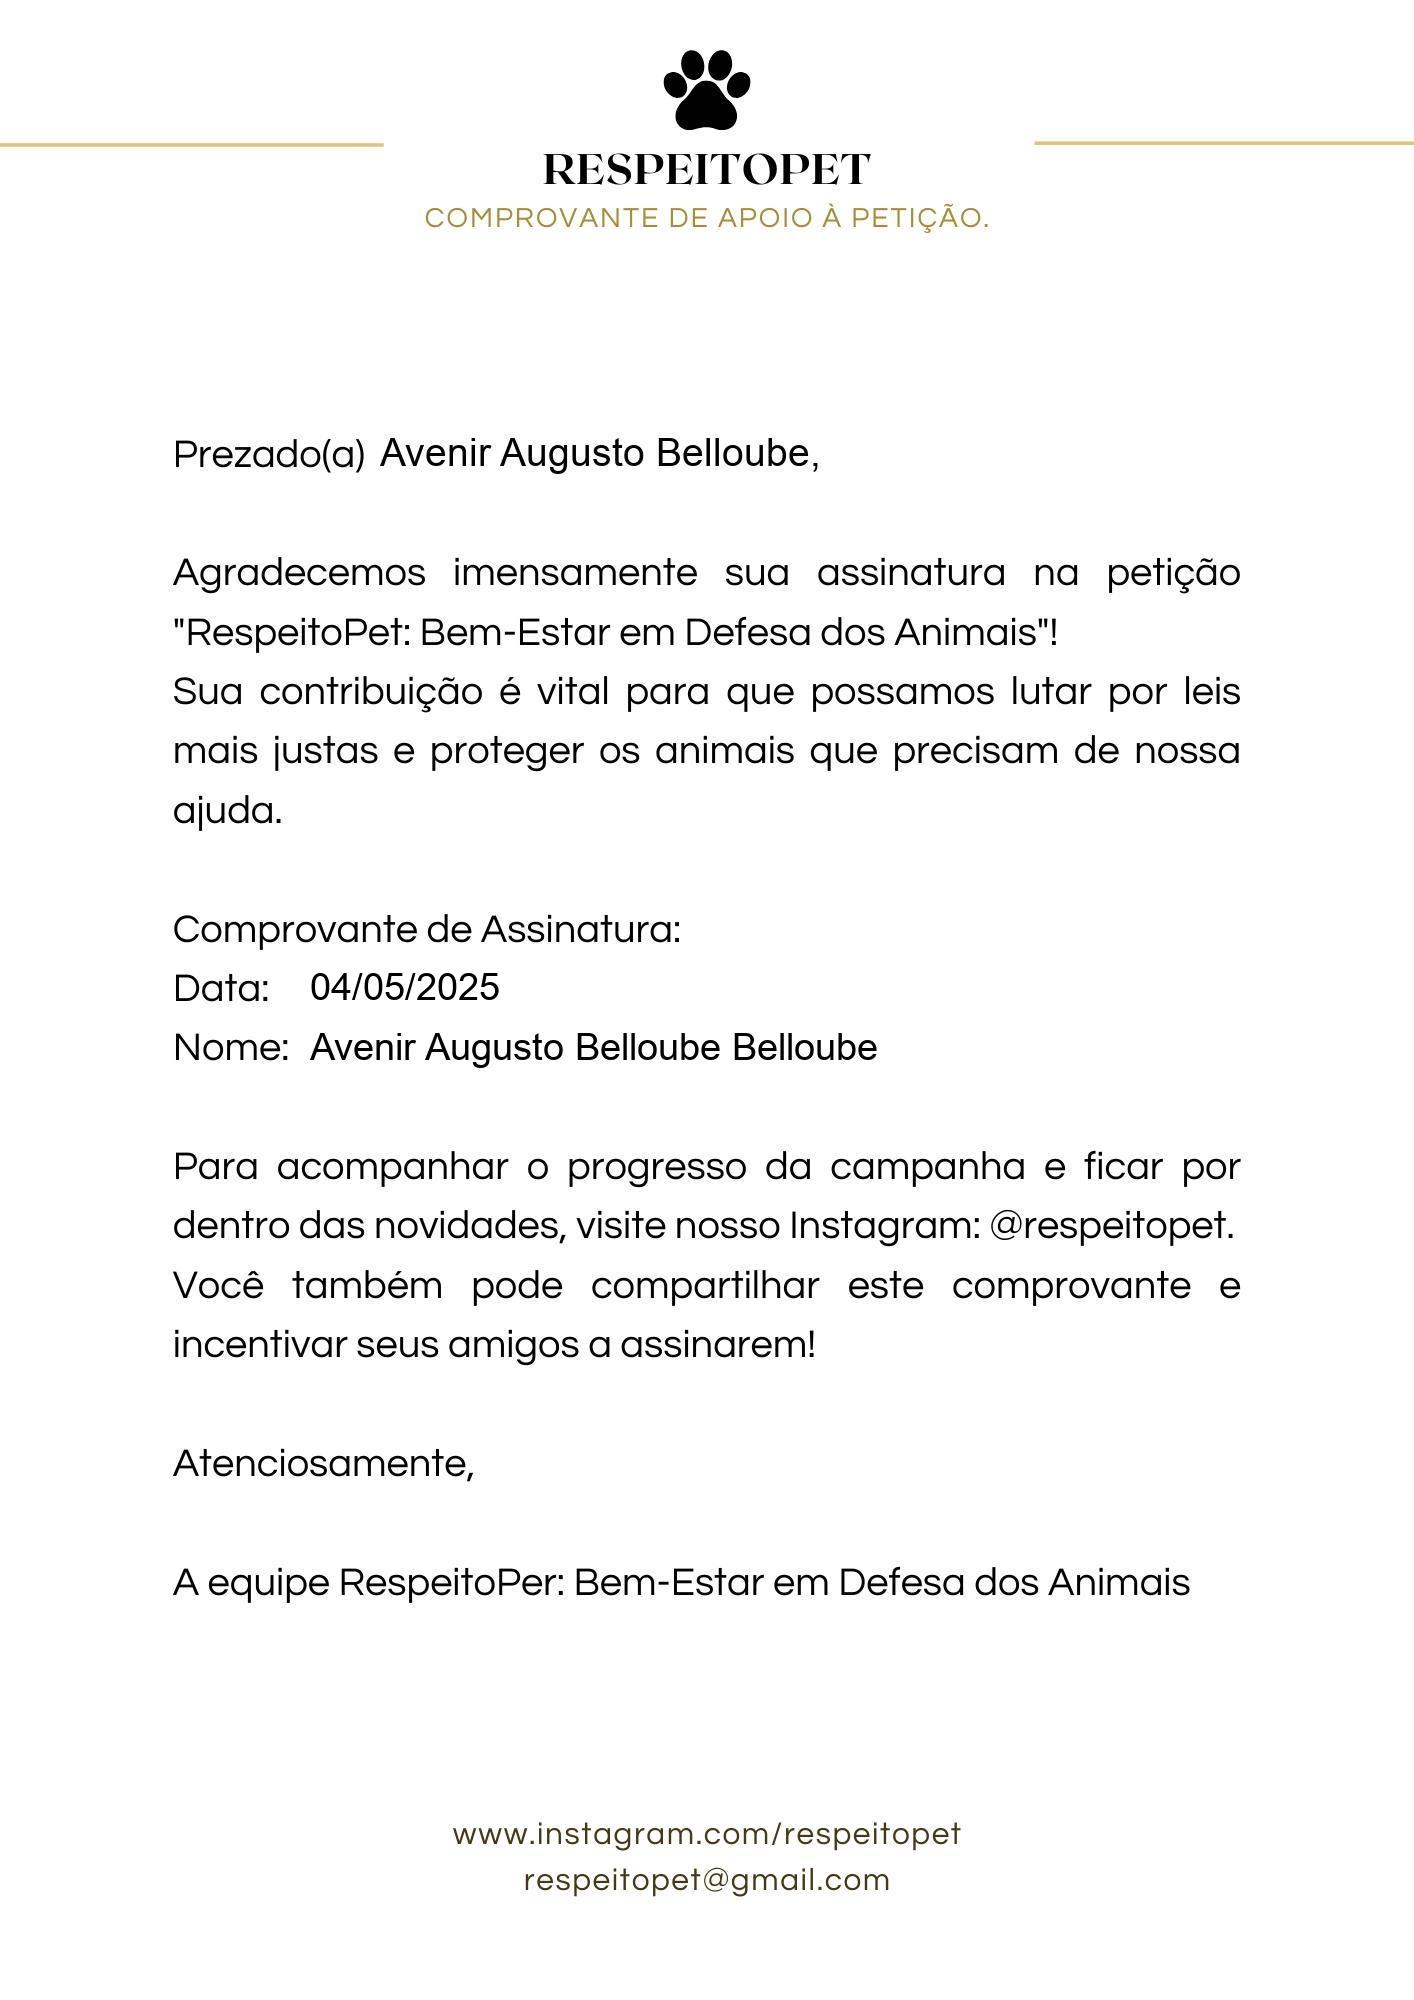 RESPEITOPET
COMPROVANTE DE APOIO À PETIÇÃO.
Prezado(a) Avenir Augusto Belloube,
Agradecemos imensamente sua assinatura na petição
"RespeitoPet: Bem-Estar em Defesa dos Animais"!
Sua contribuição é vital para que possamos lutar por leis
mais justas e proteger os animais que precisam de nossa
ajuda.
Comprovante de Assinatura:
Data: 04/05/2025
Nome: Avenir Augusto Belloube Belloube
Para acompanhar o progresso da campanha e ficar por
dentro das novidades, visite nosso Instagram: @respeitopet.
Você também pode compartilhar este comprovante e
incentivar seus amigos a assinarem!
Atenciosamente,
A equipe RespeitoPer: Bem-Estar em Defesa dos Animais
www.instagram.com/respeitopet
respeitopet@gmail.com